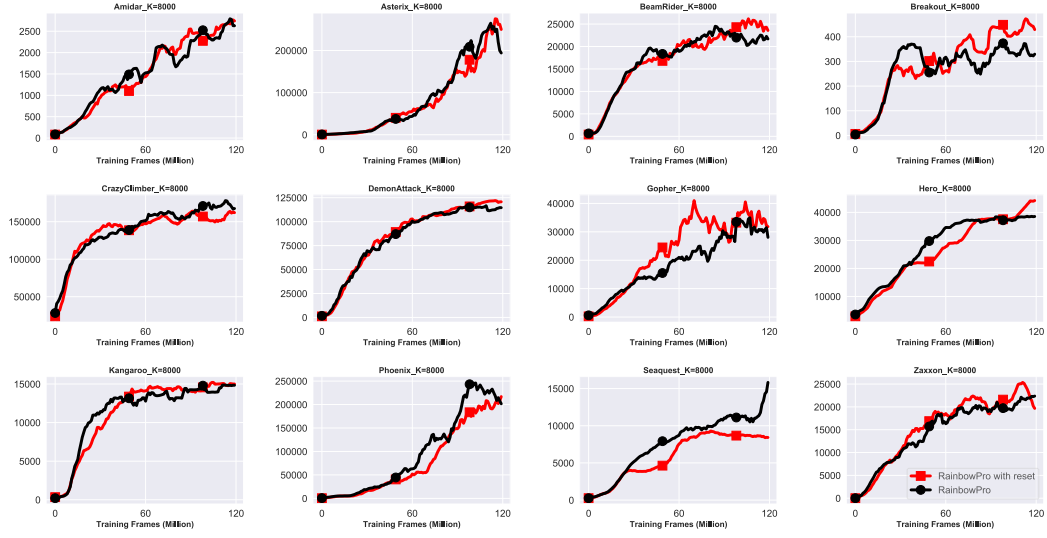 Amidar_K=8000
2500
2000
1500
1000
500
0
0 60 120
Training Frames (Million)
Asterix_K=8000
200000
100000
0
0 60 120
Training Frames (Million)
BeamRider_K=8000
25000
20000
15000
10000
5000
0
0 60 120
Training Frames (Million)
Breakout_K=8000
400
300
200
100
0
0 60 120
Training Frames (Million)
CrazyClimber_K=8000
150000
100000
50000
0 60 120
Training Frames (Million)
DemonAttack_K=8000
125000
100000
75000
50000
25000
0
0 60 120
Training Frames (Million)
Gopher_K=8000
40000
30000
20000
10000
0
0 60 120
Training Frames (Million)
Hero_K=8000
40000
30000
20000
10000
0 60 120
Training Frames (Million)
Kangaroo_K=8000
15000
10000
5000
0
0 60 120
Training Frames (Million)
Phoenix_K=8000
250000
200000
150000
100000
50000
0
0 60 120
Training Frames (Million)
Seaquest_K=8000
15000
10000
5000
0
0 60 120
Training Frames (Million)
Zaxxon_K=8000
25000
20000
15000
10000
5000
0
RainbowPro with reset
RainbowPro
0 60 120
Training Frames (Million)